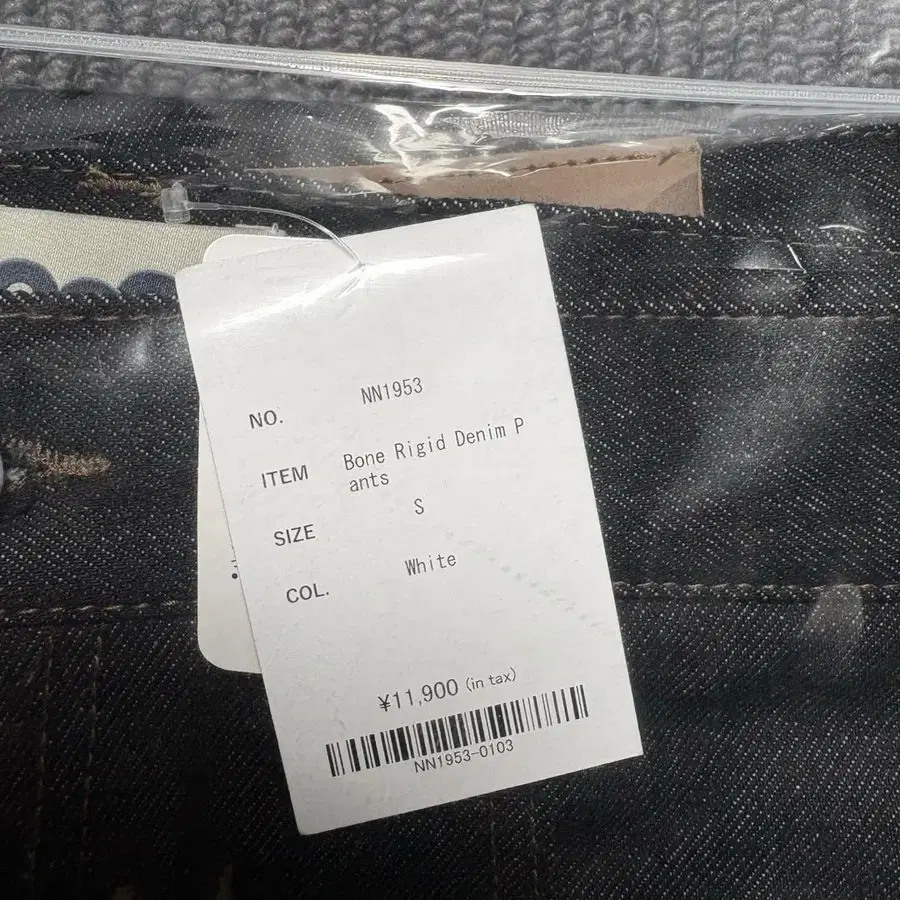 NO. NN1953
ITEM Bone Rigid Denim P
ants
SIZE S
COL. White
¥11,900 (in tax)
NN1953-0103